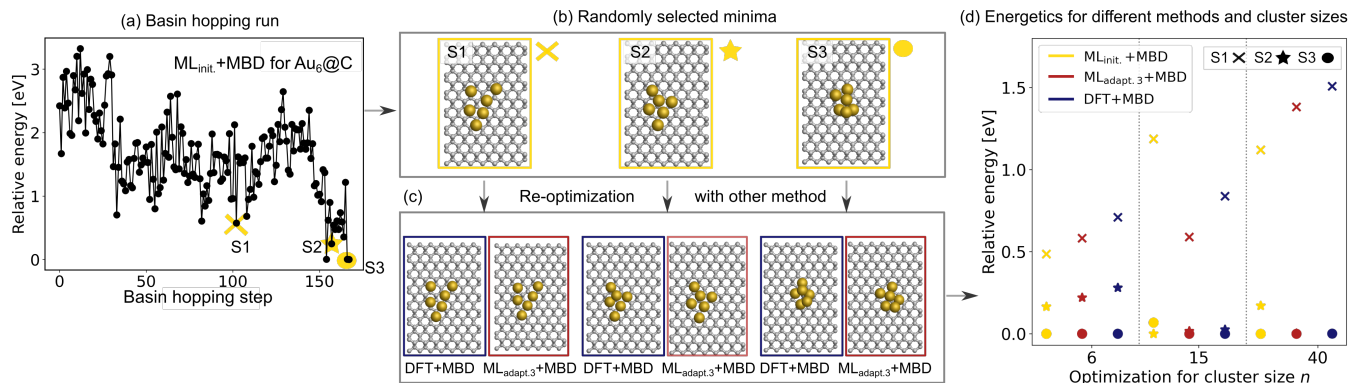 (a) Basin hopping run
Relative energy [eV]
3
2
1
0
ML_init.+MBD for Au₆@C
S1
S2
S3
0
50
100
150
Basin hopping step
(b) Randomly selected minima
S1
S2
S3
(c)
Re-optimization
with other method
DFT+MBD
ML_adapt.3+MBD
DFT+MBD
ML_adapt.3+MBD
DFT+MBD
ML_adapt.3+MBD
(d) Energetics for different methods and cluster sizes
Relative energy [eV]
1.5
1.0
0.5
0.0
ML_init. +MBD
ML_adapt. 3+MBD
DFT+MBD
S1 S2 S3
6
15
40
Optimization for cluster size n